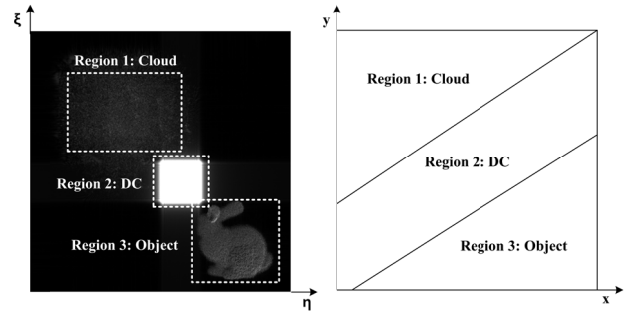 ξ
Region 1: Cloud
Region 2: DC
Region 3: Object
η
y
Region 1: Cloud
Region 2: DC
Region 3: Object
x